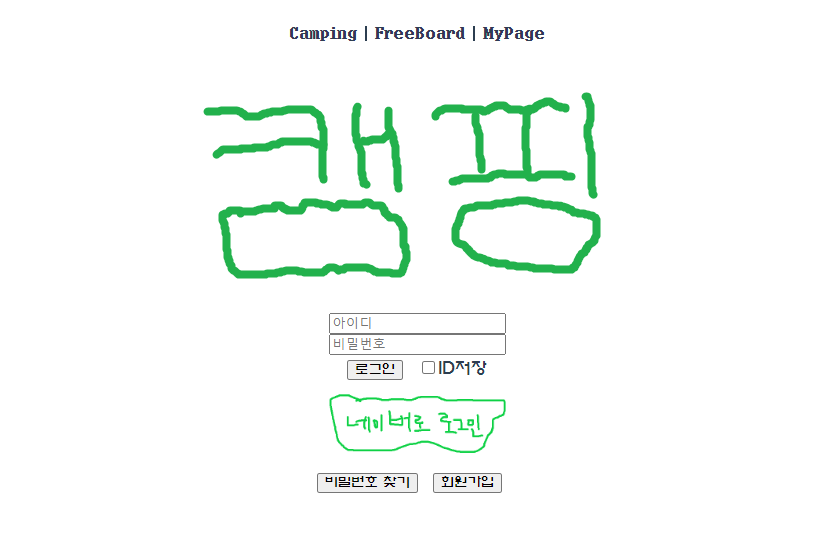 Camping | FreeBoard | MyPage
캠핑
아이디
비밀번호
로그인 ID저장
네이버로 로그인
비밀번호 찾기 회원가입